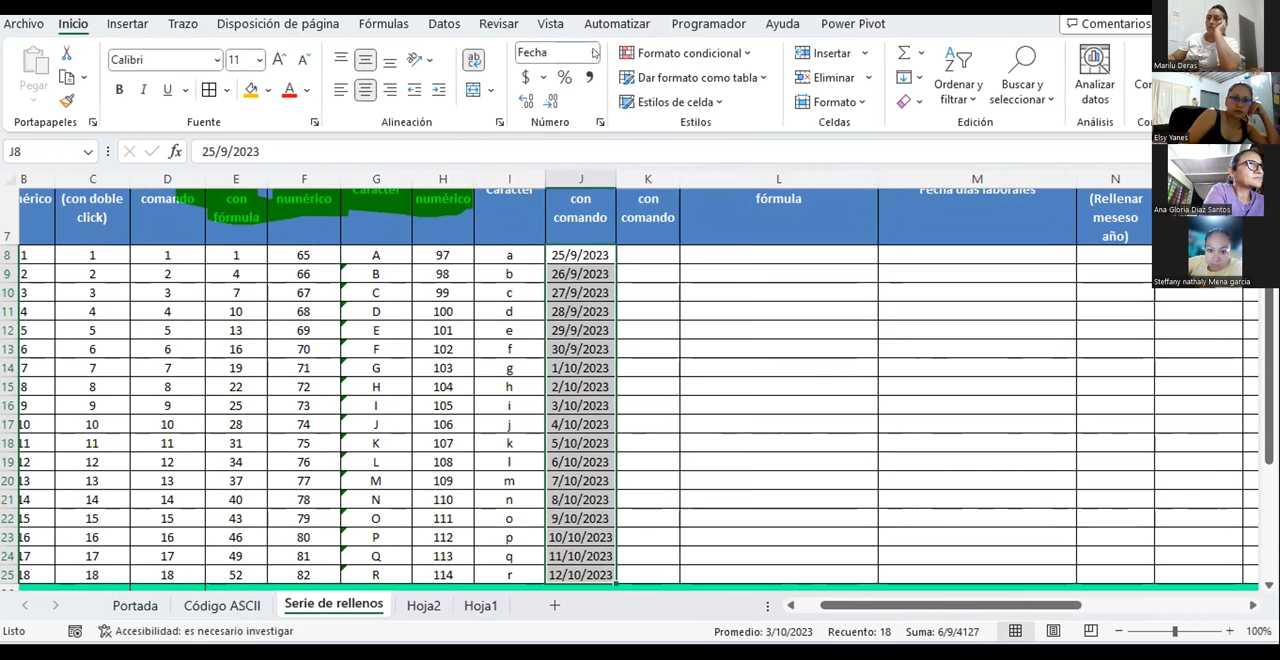 Archivo Inicio Insertar Trazo Disposición de página Fórmulas Datos Revisar Vista Automatizar Programador Ayuda Power Pivot Comentarios
Pegar
Calibri 11
Fecha
Formato condicional
Dar formato como tabla
Estilos de celda
Insertar
Eliminar
Formato
Ordenar y filtrar
Buscar y seleccionar
Analizar datos
Portapapeles Fuente Alineación Número Estilos Celdas Edición Análisis
J8 fx 25/9/2023
B C D E F G H I J K L M N
7
(con doble click)
con fórmula
numérico
numérico
con comando
con comando
fórmula
Fecha días laborales
(Rellenar meseso año)
8 1 1 1 1 65 A 97 a 25/9/2023
9 2 2 2 4 66 B 98 b 26/9/2023
10 3 3 3 7 67 C 99 c 27/9/2023
11 4 4 4 10 68 D 100 d 28/9/2023
12 5 5 5 13 69 E 101 e 29/9/2023
13 6 6 6 16 70 F 102 f 30/9/2023
14 7 7 7 19 71 G 103 g 1/10/2023
15 8 8 8 22 72 H 104 h 2/10/2023
16 9 9 9 25 73 I 105 i 3/10/2023
17 10 10 10 28 74 J 106 j 4/10/2023
18 11 11 11 31 75 K 107 k 5/10/2023
19 12 12 12 34 76 L 108 l 6/10/2023
20 13 13 13 37 77 M 109 m 7/10/2023
21 14 14 14 40 78 N 110 n 8/10/2023
22 15 15 15 43 79 O 111 o 9/10/2023
23 16 16 16 46 80 P 112 p 10/10/2023
24 17 17 17 49 81 Q 113 q 11/10/2023
25 18 18 18 52 82 R 114 r 12/10/2023
Portada Código ASCII Serie de rellenos Hoja2 Hoja1
Listo Accesibilidad: es necesario investigar Promedio: 3/10/2023 Recuento: 18 Suma: 6/9/4127 100%
Marilu Deras
Elsy Yanes
Ana Gloria Diaz Santos
Steffany nathaly Mena garcia